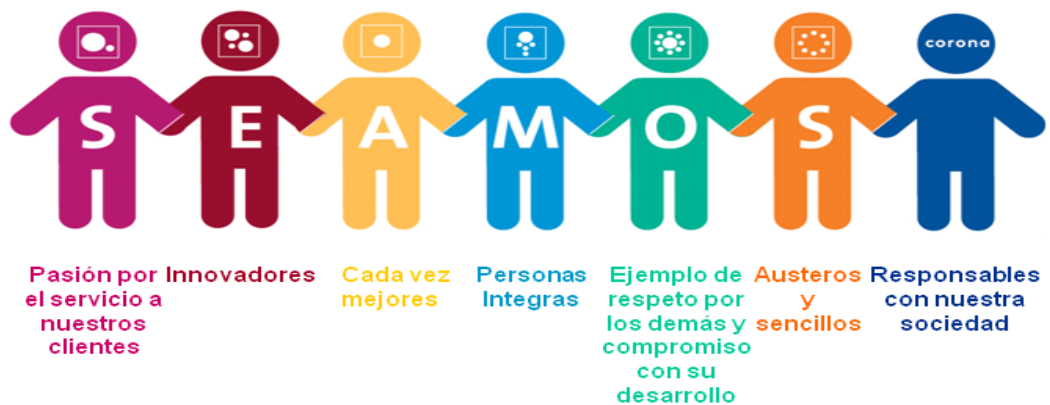 corona
S E A M O S
Pasión por
el servicio a
nuestros
clientes
Innovadores
Cada vez
mejores
Personas
Integras
Ejemplo de
respeto por
los demás y
compromiso
con su
desarrollo
Austeros
y
sencillos
Responsables
con nuestra
sociedad